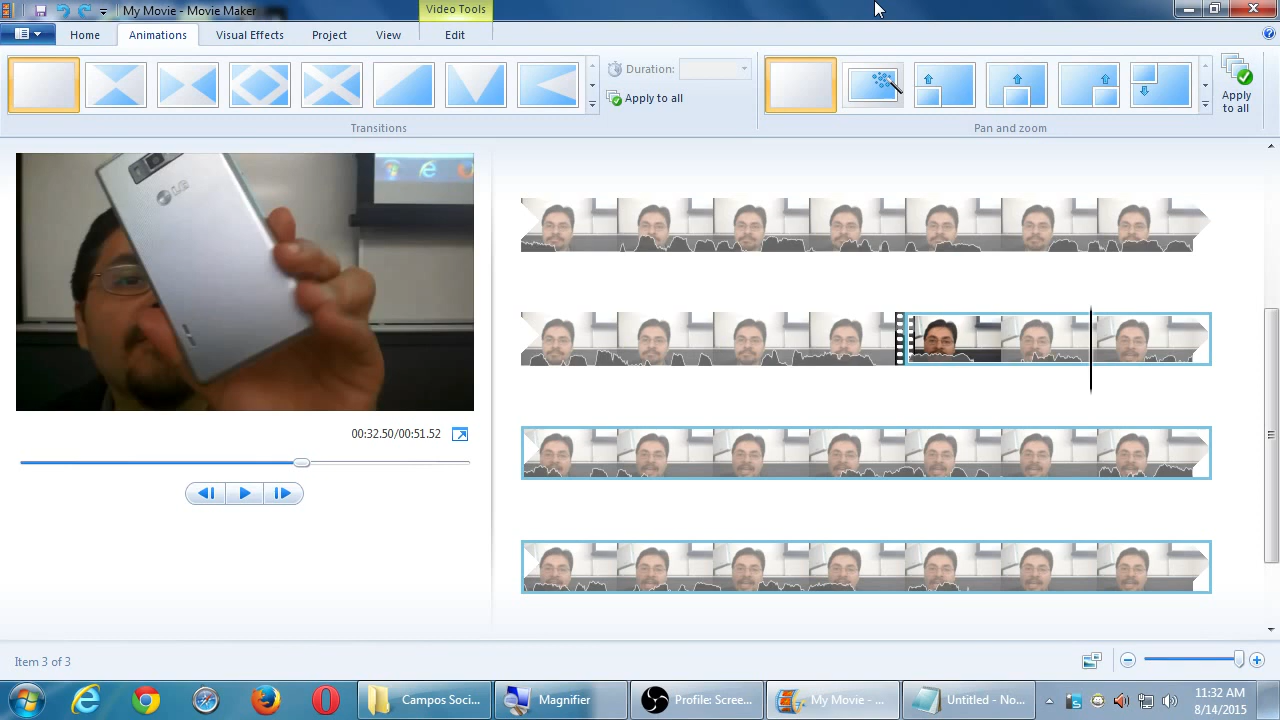 My Movie - Movie Maker
Video Tools
Home
Animations
Visual Effects
Project
View
Edit
Duration:
Apply to all
Transitions
Apply
to all
Pan and zoom
LG
00:32.50/00:51.52
Item 3 of 3
Campos Soci...
Magnifier
Profile: Scree...
My Movie - ...
Untitled - No...
11:32 AM
8/14/2015